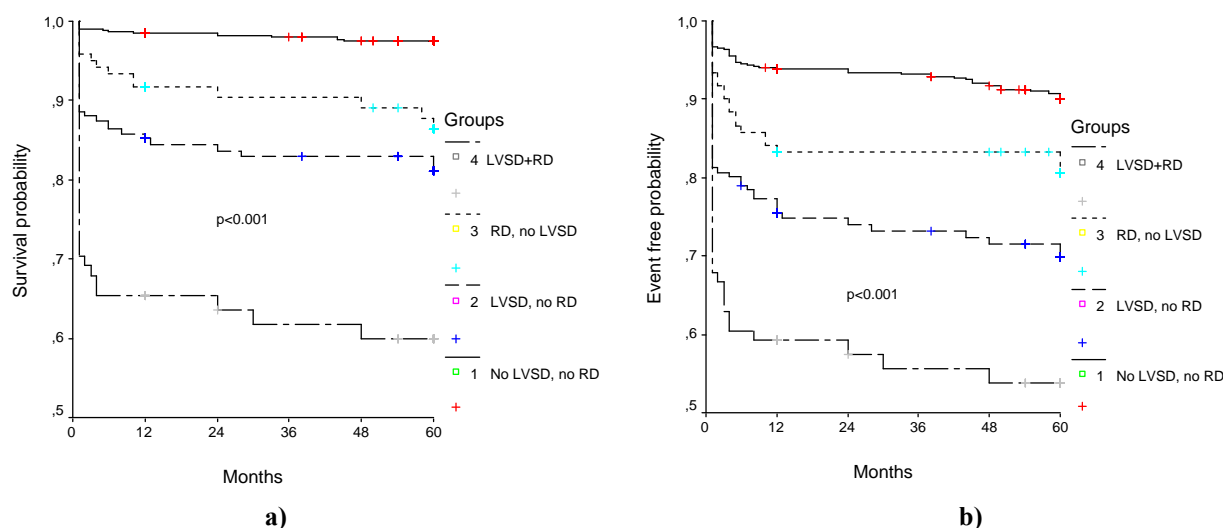 1,0
,9
,8
,7
,6
,5
Survival probability
0
12
24
36
48
60
Months
p<0.001
Groups
4 LVSD+RD
3 RD, no LVSD
2 LVSD, no RD
1 No LVSD, no RD
a)
1,0
,9
,8
,7
,6
,5
Event free probability
0
12
24
36
48
60
Months
p<0.001
Groups
4 LVSD+RD
3 RD, no LVSD
2 LVSD, no RD
1 No LVSD, no RD
b)